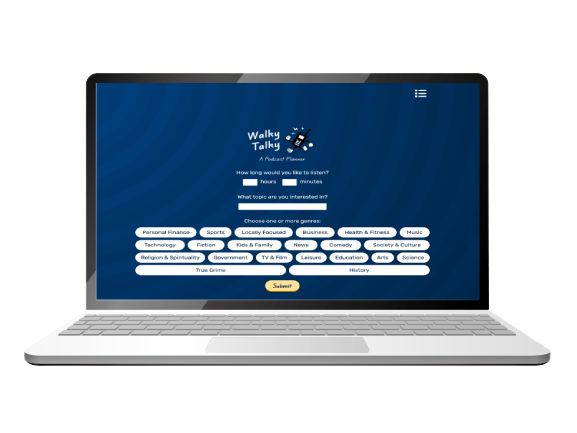 Walky
Talky
A Podcast Planner
How long would you like to listen?
hours minutes
What topic are you interested in?
Choose one or more genres:
Personal Finance Sports Locally Focused Business Health & Fitness Music
Technology Fiction Kids & Family News Comedy Society & Culture
Religion & Spirituality Government TV & Film Leisure Education Arts Science
True Crime History
Submit